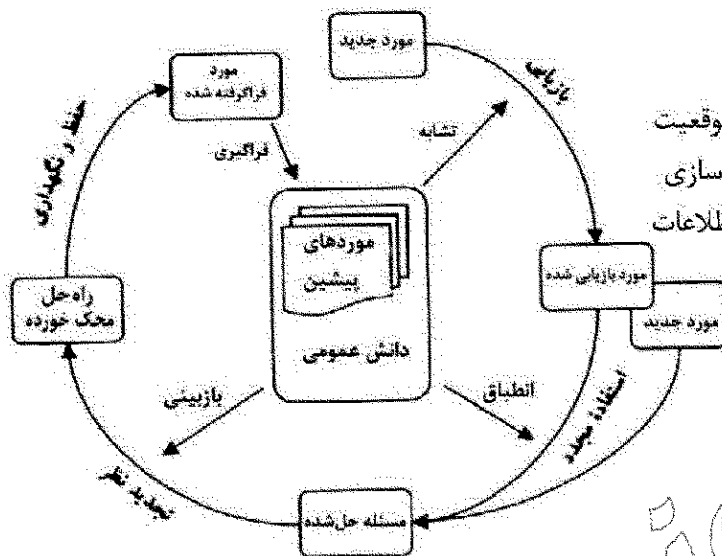 مورد جدید
بازیابی
مورد
فراگرفته شده
تشابه
فراگیری
حفظ و نگهداری
وقعیت
سازی
طلاعات
موردهای
پیشین
دانش عمومی
مورد بازیابی شده
مورد جدید
راه‌حل
محک خورده
بازبینی
انطباق
استفادهٔ مجدد
تجدید نظر
مسئله حل‌شده